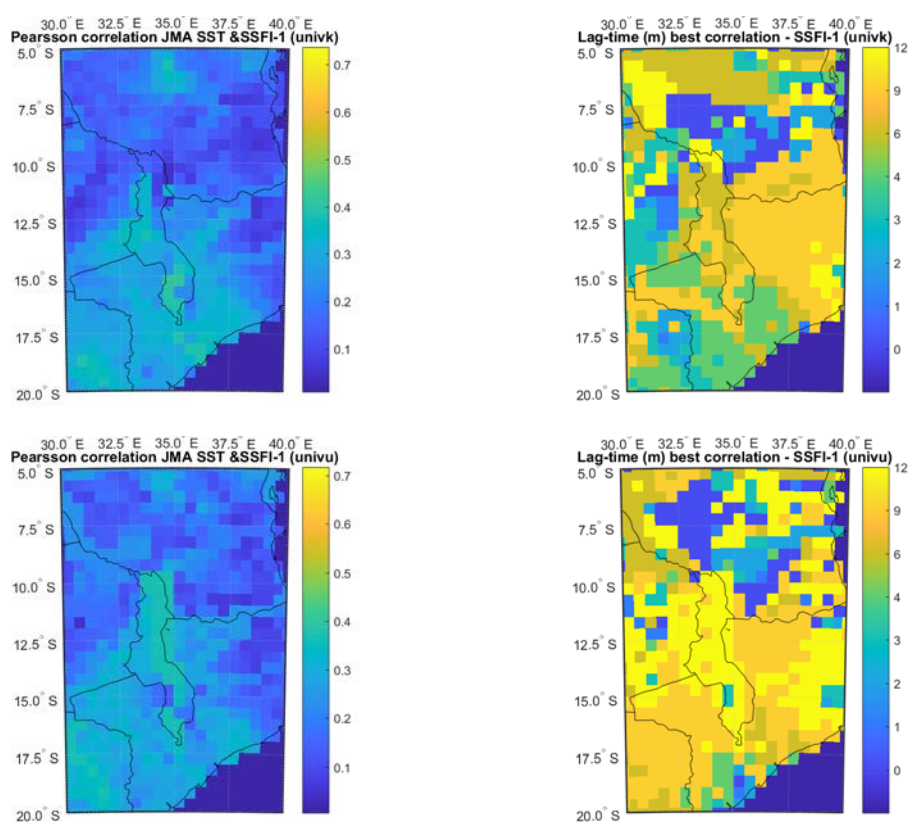 30.0° E 32.5° E 35.0° E 37.5° E 40.0° E
Pearsson correlation JMA SST &SSFI-1 (univk)
5.0° S
7.5° S
10.0° S
12.5° S
15.0° S
17.5° S
20.0° S
0.7
0.6
0.5
0.4
0.3
0.2
0.1
30.0° E 32.5° E 35.0° E 37.5° E 40.0° E
Lag-time (m) best correlation - SSFI-1 (univk)
5.0° S
7.5° S
10.0° S
12.5° S
15.0° S
17.5° S
20.0° S
12
9
6
4
3
2
1
0
30.0° E 32.5° E 35.0° E 37.5° E 40.0° E
Pearsson correlation JMA SST &SSFI-1 (univu)
5.0° S
7.5° S
10.0° S
12.5° S
15.0° S
17.5° S
20.0° S
0.7
0.6
0.5
0.4
0.3
0.2
0.1
30.0° E 32.5° E 35.0° E 37.5° E 40.0° E
Lag-time (m) best correlation - SSFI-1 (univu)
5.0° S
7.5° S
10.0° S
12.5° S
15.0° S
17.5° S
20.0° S
12
9
6
4
3
2
1
0